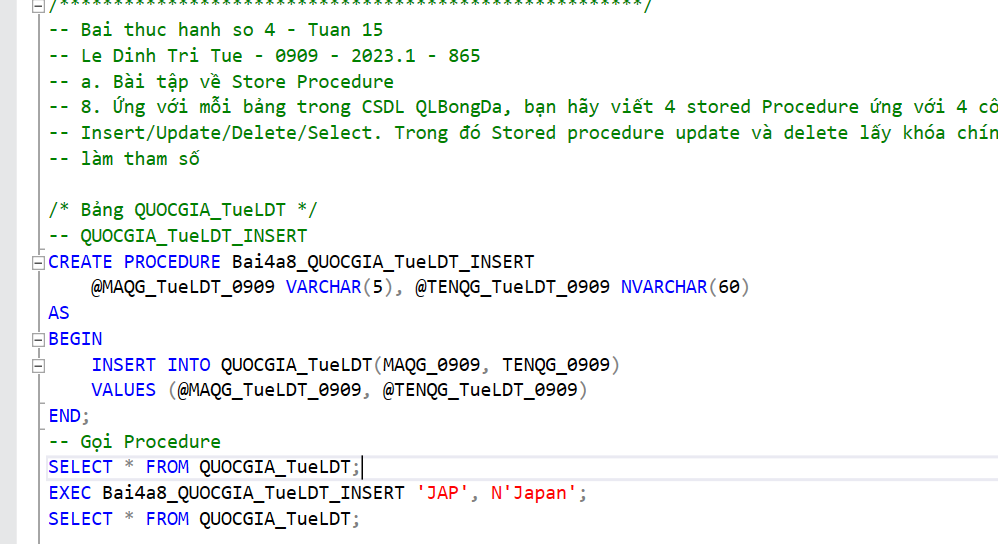 /******************************************************/
-- Bai thuc hanh so 4 - Tuan 15
-- Le Dinh Tri Tue - 0909 - 2023.1 - 865
-- a. Bài tập về Store Procedure
-- 8. Ứng với mỗi bảng trong CSDL QLBongDa, bạn hãy viết 4 stored Procedure ứng với 4
-- Insert/Update/Delete/Select. Trong đó Stored procedure update và delete lấy khóa
-- làm tham số
/* Bảng QUOCGIA_TueLDT */
-- QUOCGIA_TueLDT_INSERT
CREATE PROCEDURE Bai4a8_QUOCGIA_TueLDT_INSERT
@MAQG_TueLDT_0909 VARCHAR(5), @TENQG_TueLDT_0909 NVARCHAR(60)
AS
BEGIN
INSERT INTO QUOCGIA_TueLDT(MAQG_0909, TENQG_0909)
VALUES (@MAQG_TueLDT_0909, @TENQG_TueLDT_0909)
END;
-- Gọi Procedure
SELECT * FROM QUOCGIA_TueLDT;
EXEC Bai4a8_QUOCGIA_TueLDT_INSERT 'JAP', N'Japan';
SELECT * FROM QUOCGIA_TueLDT;